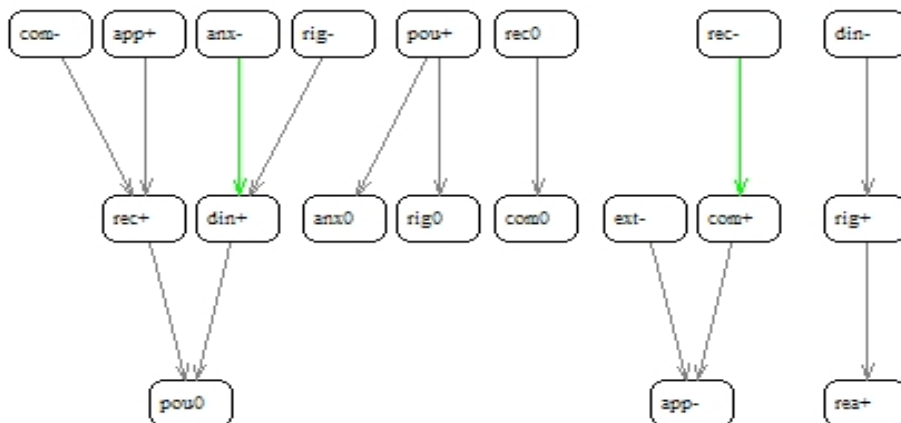 com- app+ anx- rig- pou+ rec0 rec- din-
rec+ din+ anx0 rig0 com0 ext- com+ rig+
pou0 app- rea+